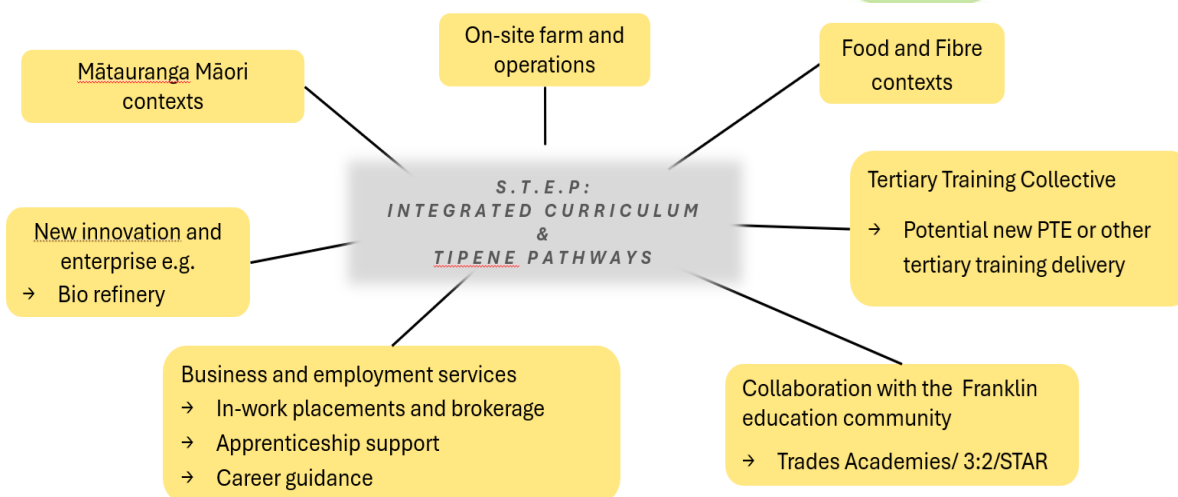 On-site farm and
operations
Mātauranga Māori
contexts
Food and Fibre
contexts
S.T.E.P:
INTEGRATED CURRICULUM
&
TIPENE PATHWAYS
Tertiary Training Collective
→ Potential new PTE or other
tertiary training delivery
New innovation and
enterprise e.g.
→ Bio refinery
Business and employment services
→ In-work placements and brokerage
→ Apprenticeship support
→ Career guidance
Collaboration with the  Franklin
education community
→ Trades Academies/ 3:2/STAR